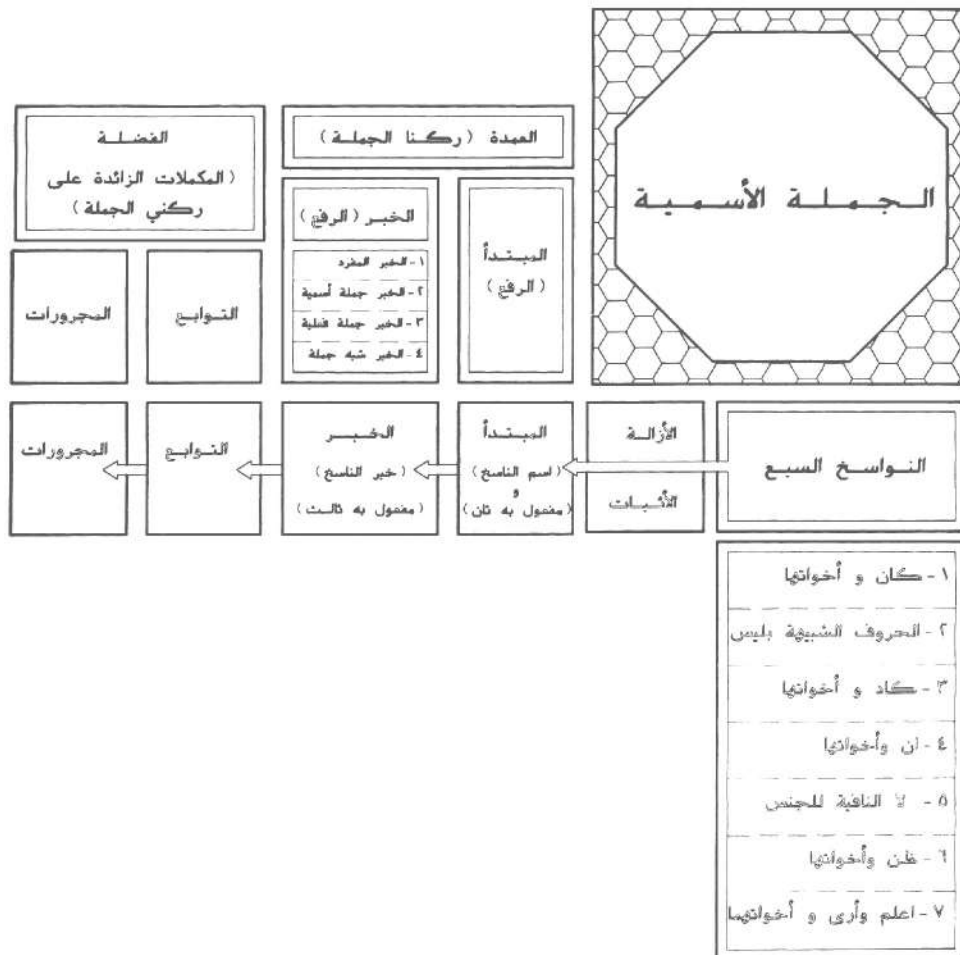 الجملة الأسمية
العمدة ( ركنا الجملة )
المبتدأ
( الرفع )
الخبر ( الرفع )
١- الخبر المفرد
٢- الخبر جملة أسمية
٣- الخبر جملة فعلية
٤- الخبر شبه جملة
الفضلة
( المكملات الزائدة على
ركني الجملة )
التوابع
المجرورات
النواسخ السبع
الأزالة
الأثبات
المبتدأ
( اسم الناسخ )
و
( مفعول به ثان )
الخبر
( خبر الناسخ )
( مفعول به ثالث )
التوابع
المجرورات
١- كان و أخواتها
٢- الحروف الشبيهة بليس
٣- كاد و أخواتها
٤- ان وأخواتها
٥- لا النافية للجنس
٦- ظن وأخواتها
٧- اعلم وأرى و أخواتهما